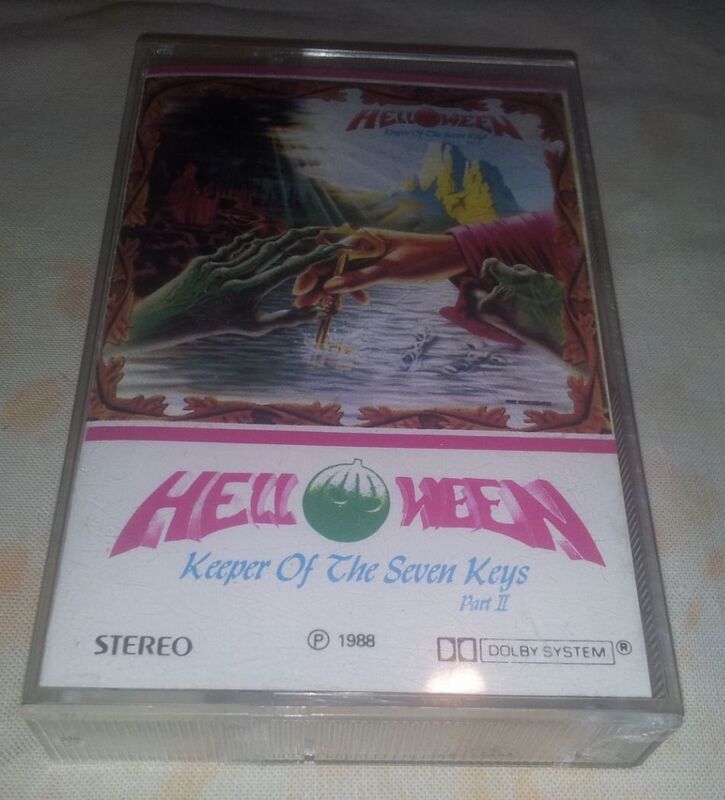 HELLOWEEN
Keeper Of The Seven Keys
HELLOWEEN
Keeper Of The Seven Keys
Part II
STEREO
℗ 1988
DOLBY SYSTEM ®